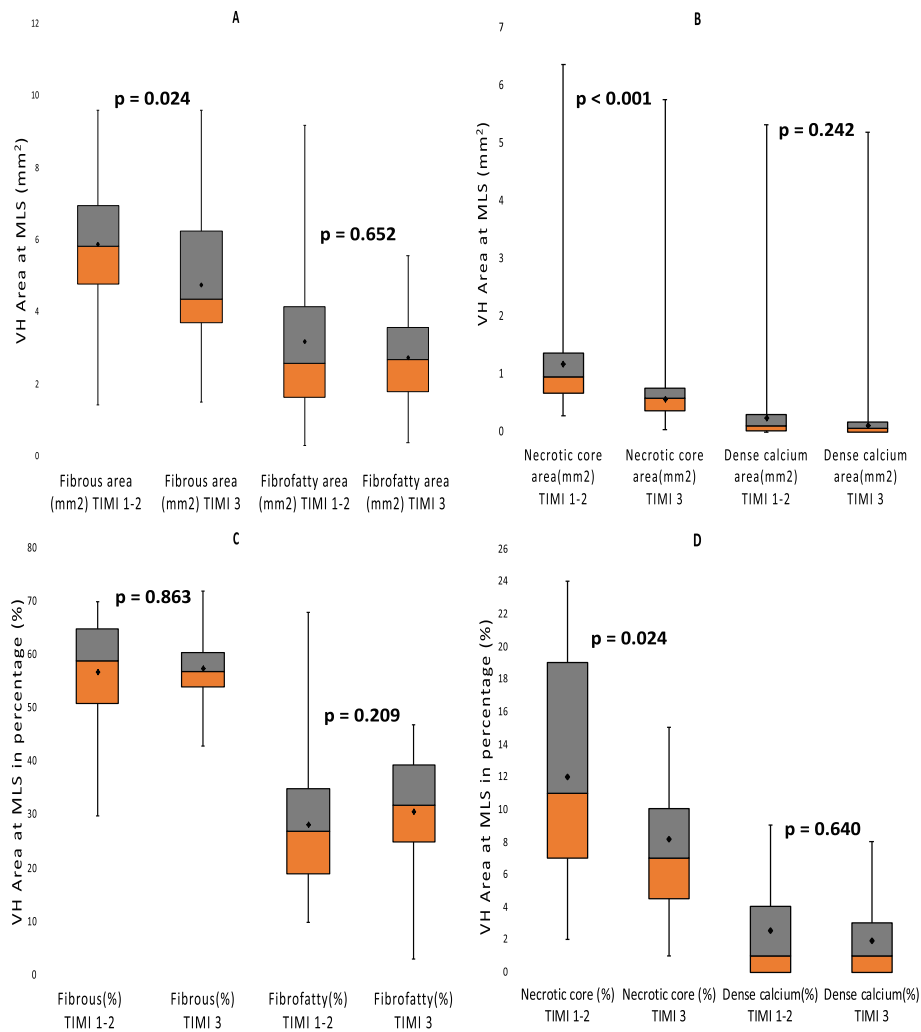 A
VH Area at MLS (mm²)
12
10
8
6
4
2
0
p = 0.024
p = 0.652
Fibrous area
(mm2) TIMI 1-2
Fibrous area
(mm2) TIMI 3
Fibrofatty area
(mm2) TIMI 1-2
Fibrofatty area
(mm2) TIMI 3
B
VH Area at MLS (mm²)
7
6
5
4
3
2
1
0
p < 0.001
p = 0.242
Necrotic core
area(mm2)
TIMI 1-2
Necrotic core
area(mm2)
TIMI 3
Dense calcium
area(mm2)
TIMI 1-2
Dense calcium
area(mm2)
TIMI 3
C
VH Area at MLS in percentage (%)
80
70
60
50
40
30
20
10
0
p = 0.863
p = 0.209
Fibrous(%)
TIMI 1-2
Fibrous(%)
TIMI 3
Fibrofatty(%)
TIMI 1-2
Fibrofatty(%)
TIMI 3
D
VH Area at MLS in percentage (%)
26
24
22
20
18
16
14
12
10
8
6
4
2
0
p = 0.024
p = 0.640
Necrotic core (%)
TIMI 1-2
Necrotic core (%)
TIMI 3
Dense calcium(%)
TIMI 1-2
Dense calcium(%)
TIMI 3